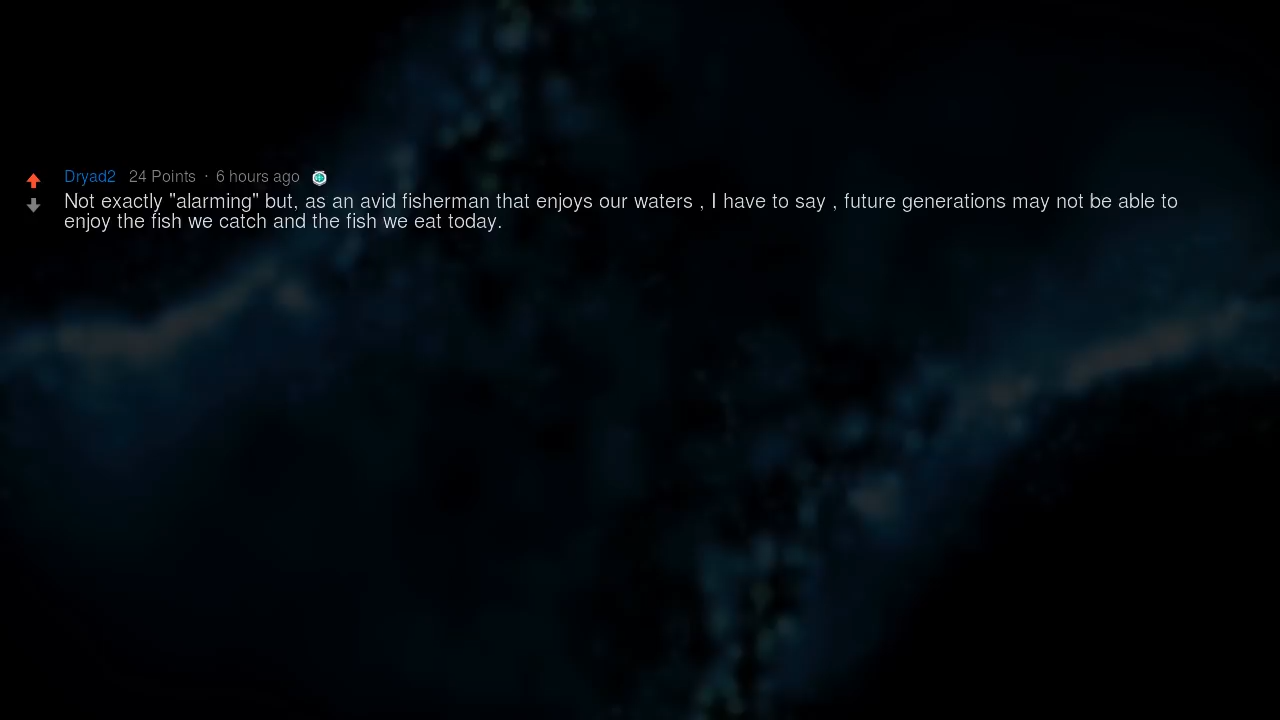 Dryad2 24 Points · 6 hours ago
Not exactly "alarming" but, as an avid fisherman that enjoys our waters , I have to say , future generations may not be able to
enjoy the fish we catch and the fish we eat today.